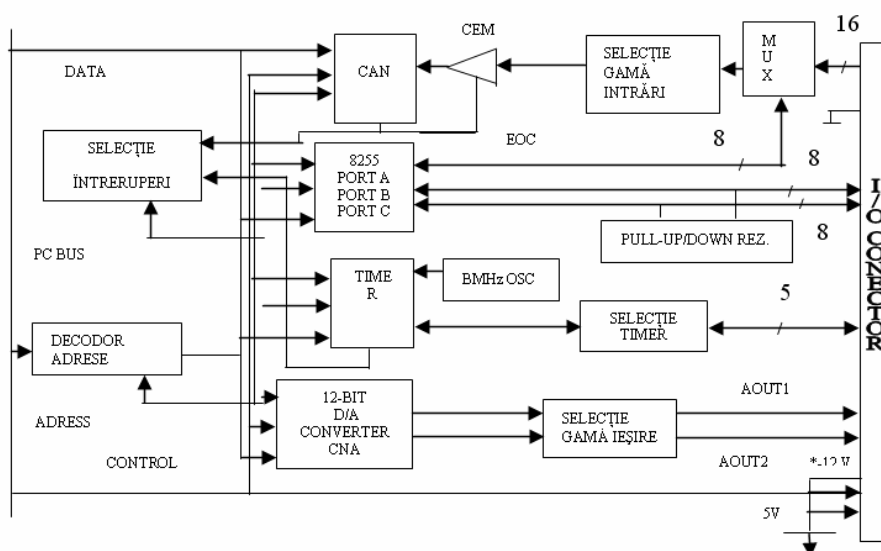 CEM
16
CAN
SELECȚIE
GAMĂ
INTRĂRI
M
U
X
DATA
EOC
8
8
SELECȚIE
ÎNTRERUPERI
8255
PORT A
PORT B
PORT C
8
PULL-UP/DOWN REZ.
PC BUS
I/O CONECTOR
TIME
R
BMHz OSC
5
SELECȚIE
TIMER
DECODOR
ADRESE
12-BIT
D/A
CONVERTER
CNA
SELECȚIE
GAMĂ IEȘIRE
AOUT1
ADRESS
CONTROL
AOUT2
*-12 V
5V